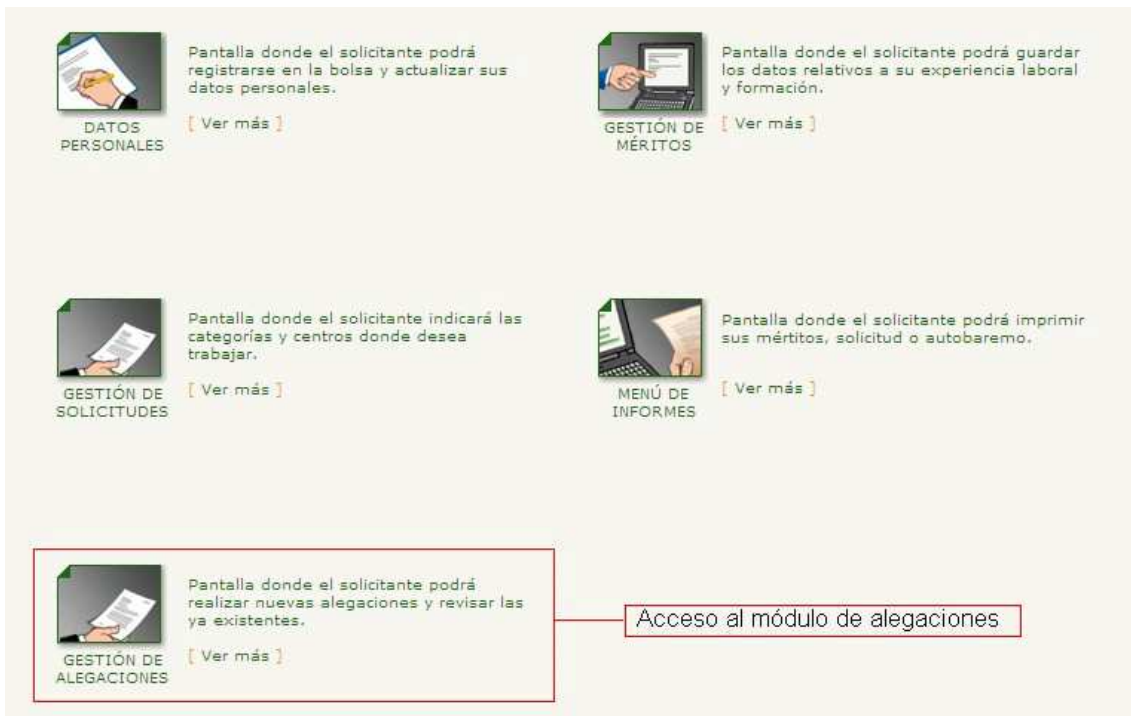 Pantalla donde el solicitante podrá
registrarse en la bolsa y actualizar sus
datos personales.
[ Ver más ]
DATOS
PERSONALES
Pantalla donde el solicitante podrá guardar
los datos relativos a su experiencia laboral
y formación.
[ Ver más ]
GESTIÓN DE
MÉRITOS
Pantalla donde el solicitante indicará las
categorías y centros donde desea
trabajar.
[ Ver más ]
GESTIÓN DE
SOLICITUDES
Pantalla donde el solicitante podrá imprimir
sus mértitos, solicitud o autobaremo.
[ Ver más ]
MENÚ DE
INFORMES
Pantalla donde el solicitante podrá
realizar nuevas alegaciones y revisar las
ya existentes.
[ Ver más ]
GESTIÓN DE
ALEGACIONES
Acceso al módulo de alegaciones